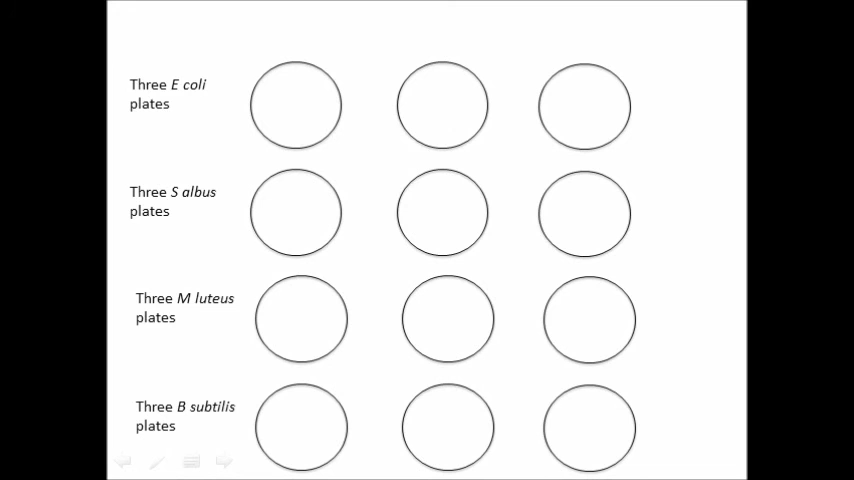 Three E coli
plates
Three S albus
plates
Three M luteus
plates
Three B subtilis
plates